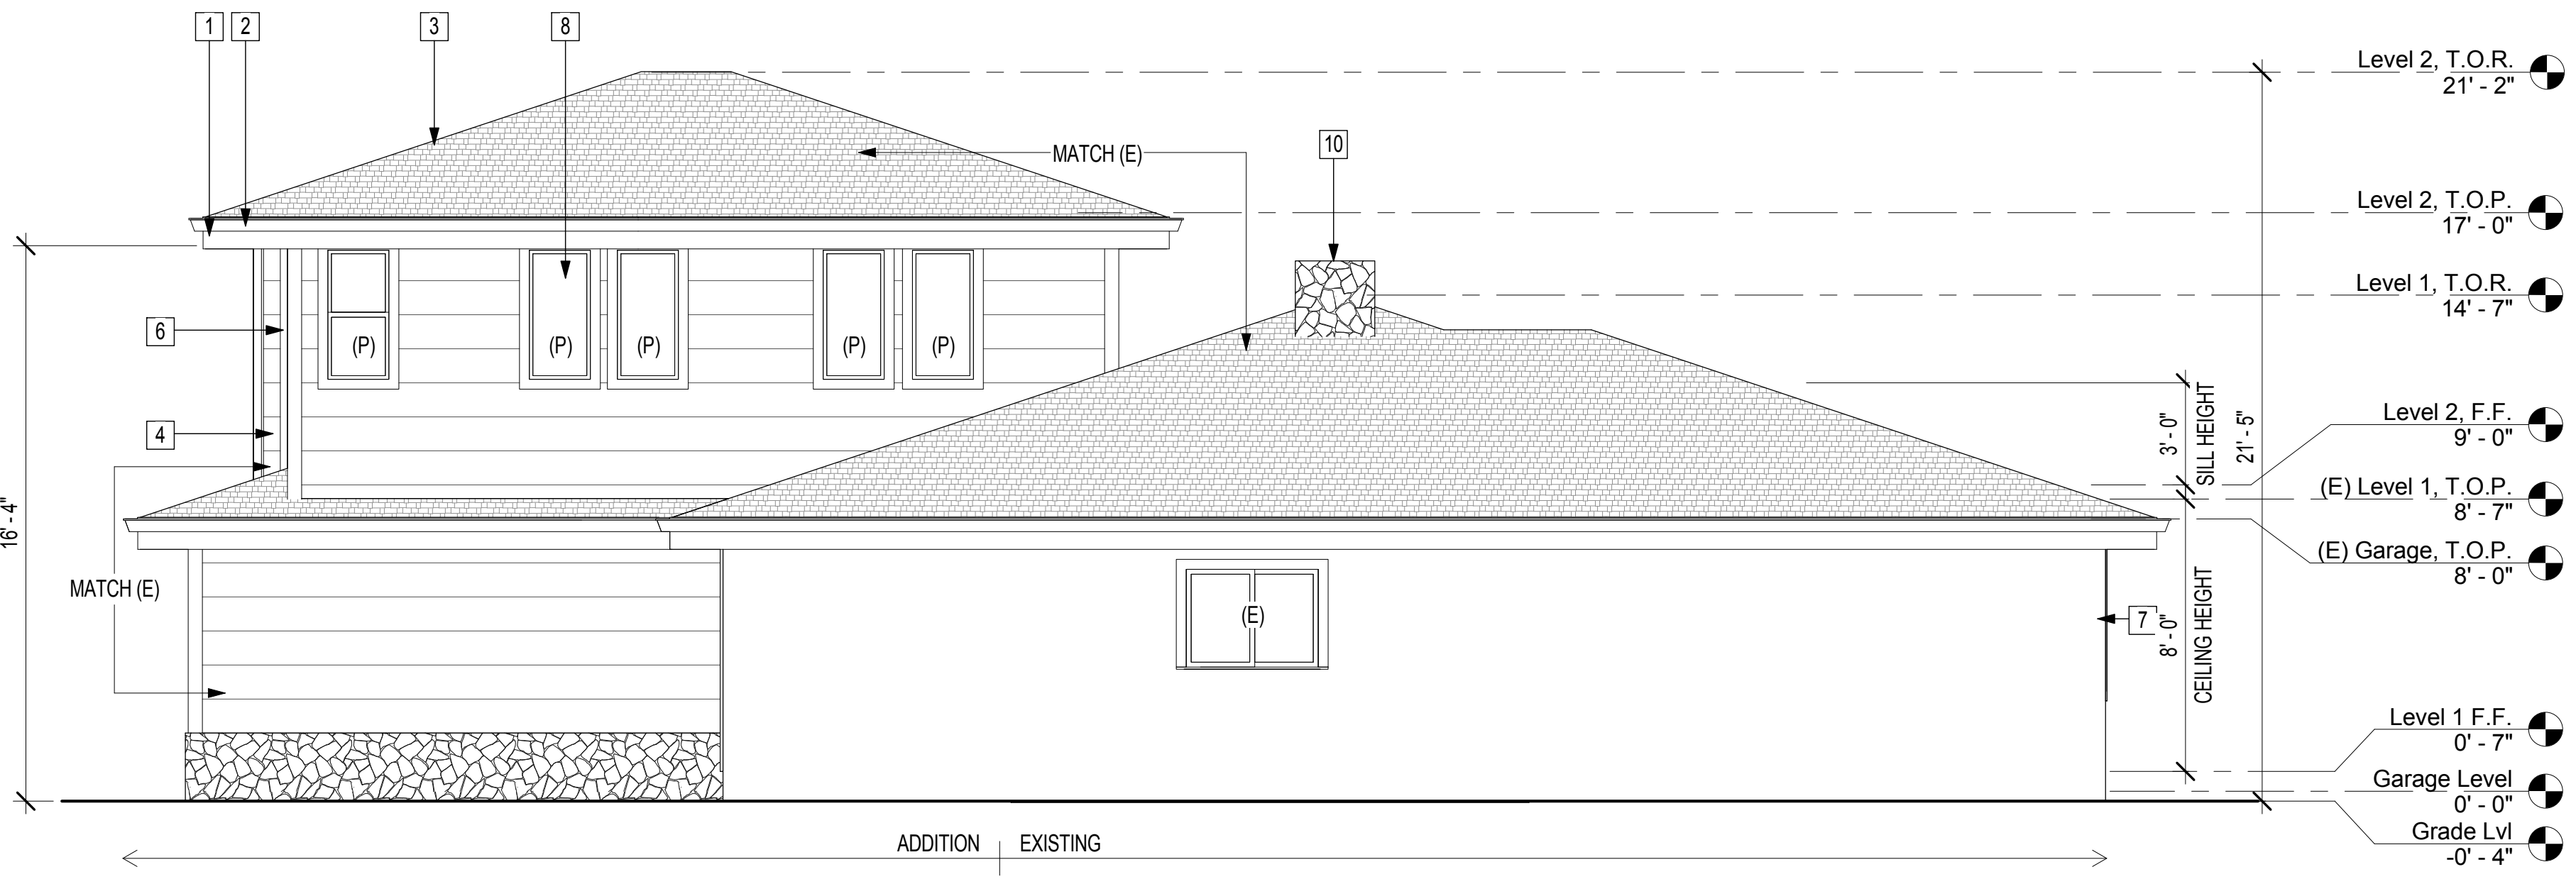 1
2
3
8
Level 2, T.O.R.
21' - 2"
MATCH (E)
10
Level 2, T.O.P.
17' - 0"
Level 1, T.O.R.
14' - 7"
6
(P)
(P)
(P)
(P)
(P)
4
3' - 0"
SILL HEIGHT
21' - 5"
Level 2, F.F.
9' - 0"
(E) Level 1, T.O.P.
8' - 7"
16' - 4"
(E) Garage, T.O.P.
8' - 0"
MATCH (E)
(E)
7
8' - 0"
CEILING HEIGHT
Level 1 F.F.
0' - 7"
Garage Level
0' - 0"
Grade Lvl
-0' - 4"
ADDITION
EXISTING